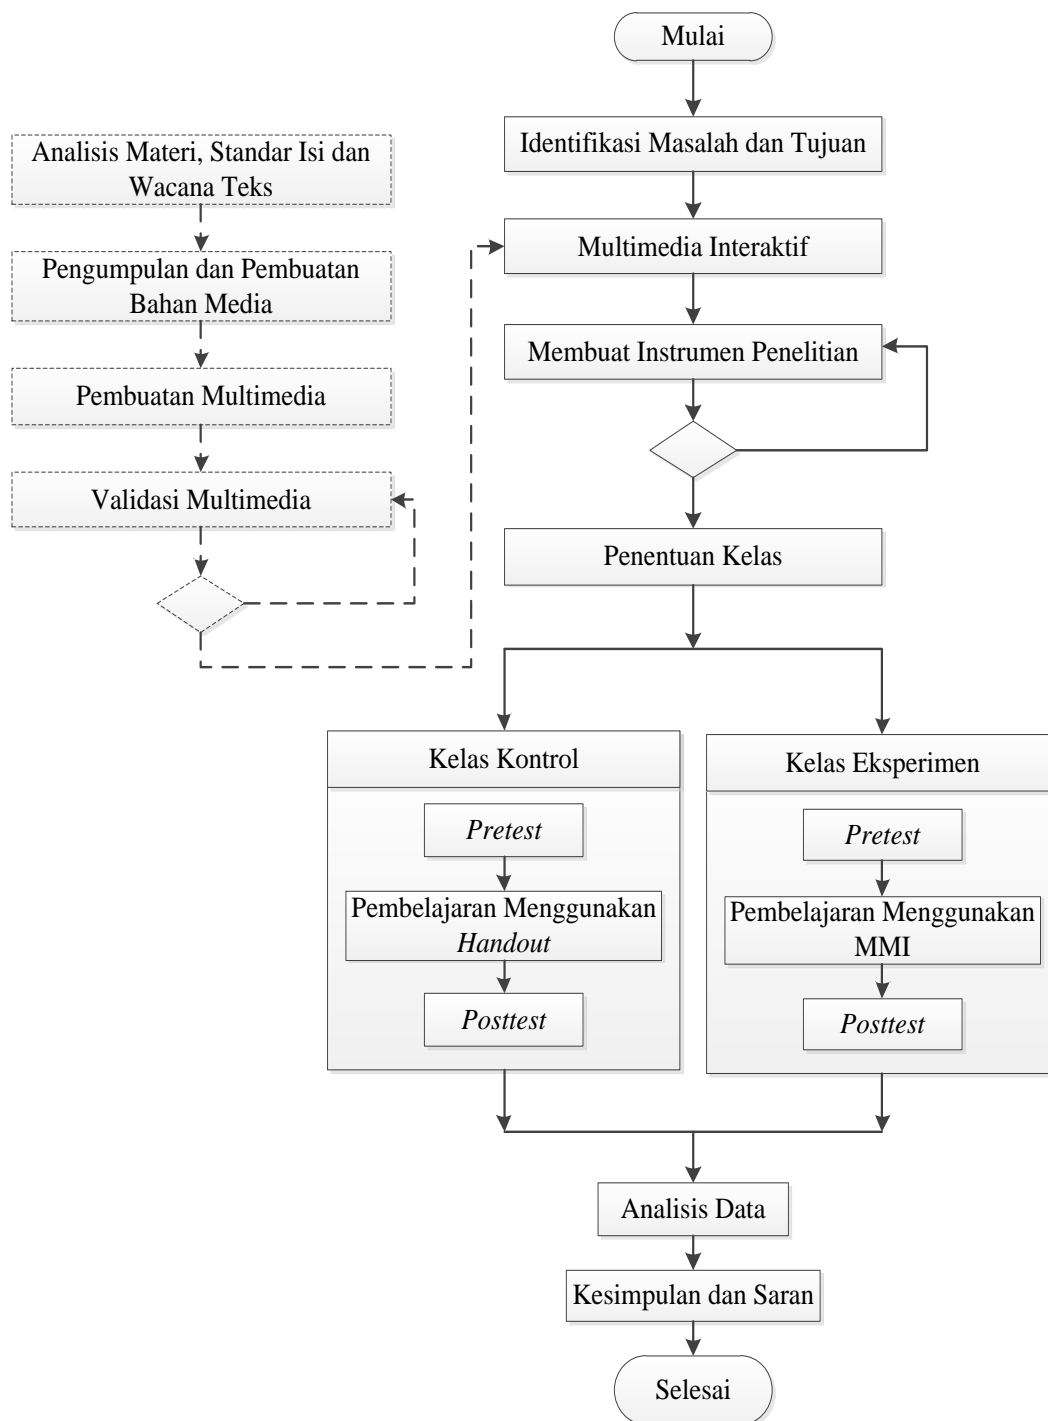 Mulai
Identifikasi Masalah dan Tujuan
Analisis Materi, Standar Isi dan
Wacana Teks
Multimedia Interaktif
Pengumpulan dan Pembuatan
Bahan Media
Membuat Instrumen Penelitian
Pembuatan Multimedia
Validasi Multimedia
Penentuan Kelas
Kelas Kontrol
Pretest
Pembelajaran Menggunakan
Handout
Posttest
Kelas Eksperimen
Pretest
Pembelajaran Menggunakan
MMI
Posttest
Analisis Data
Kesimpulan dan Saran
Selesai